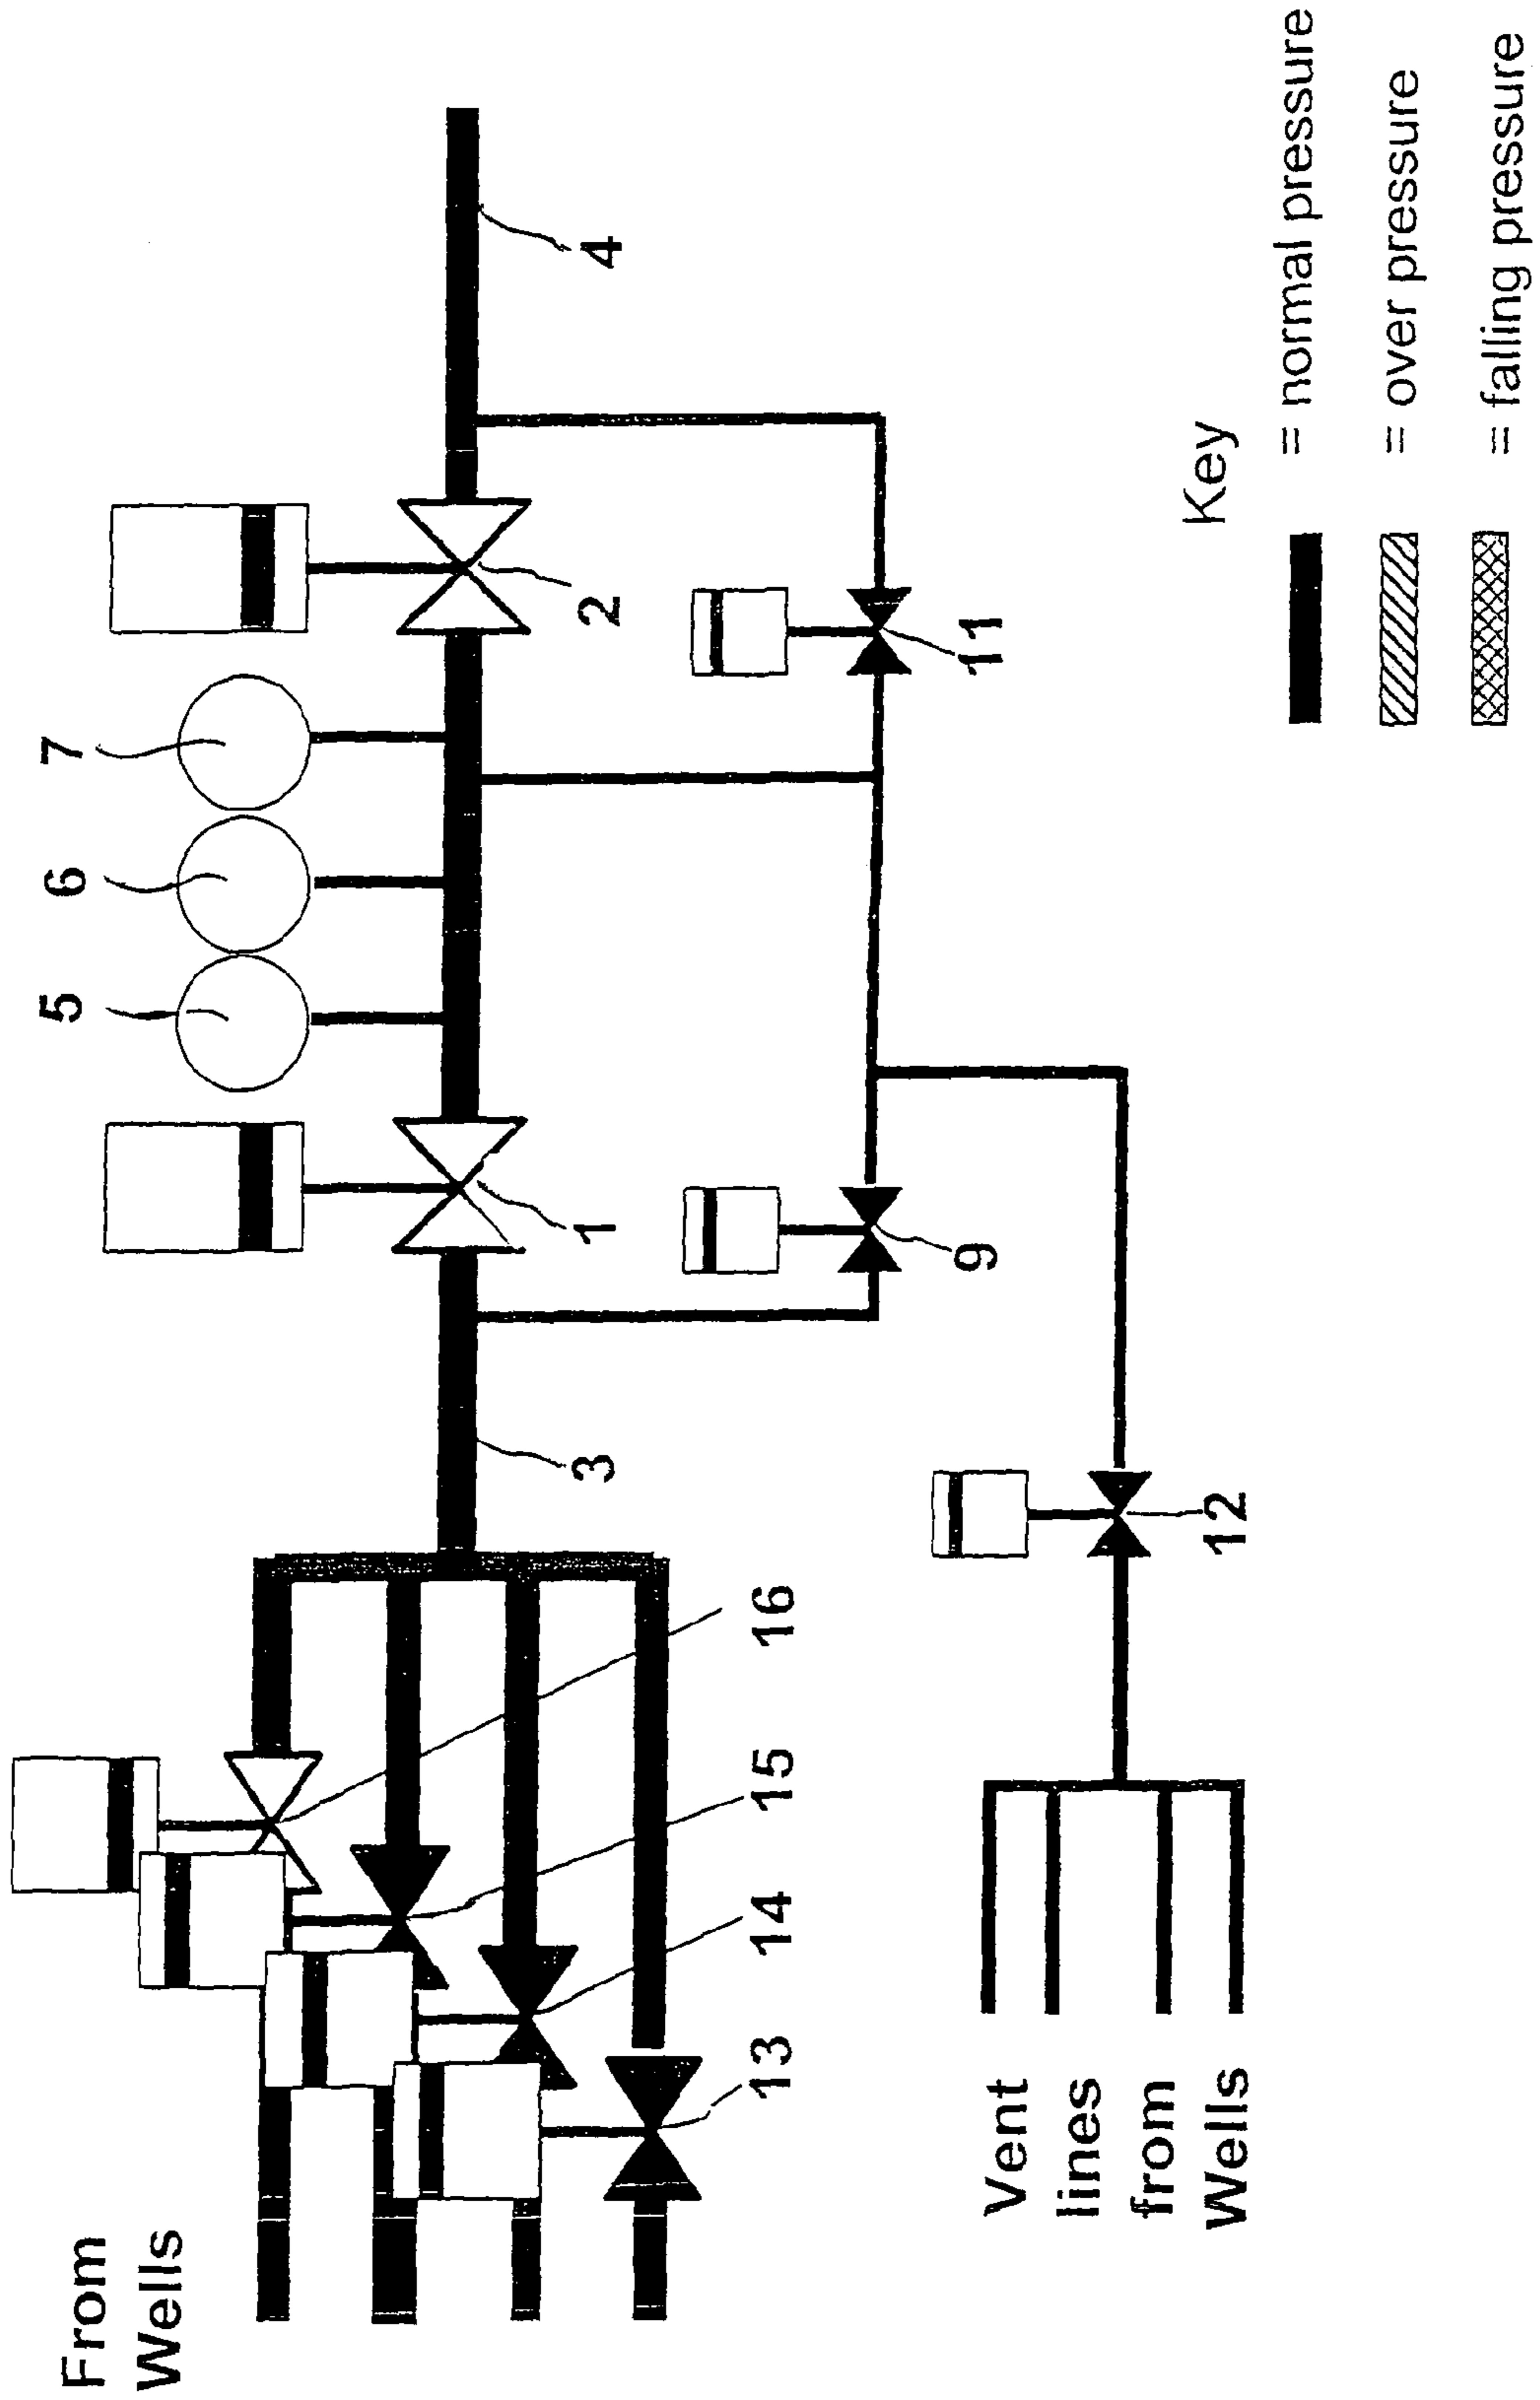 From
Wells
16
15
14
13
3
1
5
6
7
2
4
9
11
12
Vent
lines
from
Wells
Key
= normal pressure
= over pressure
= falling pressure